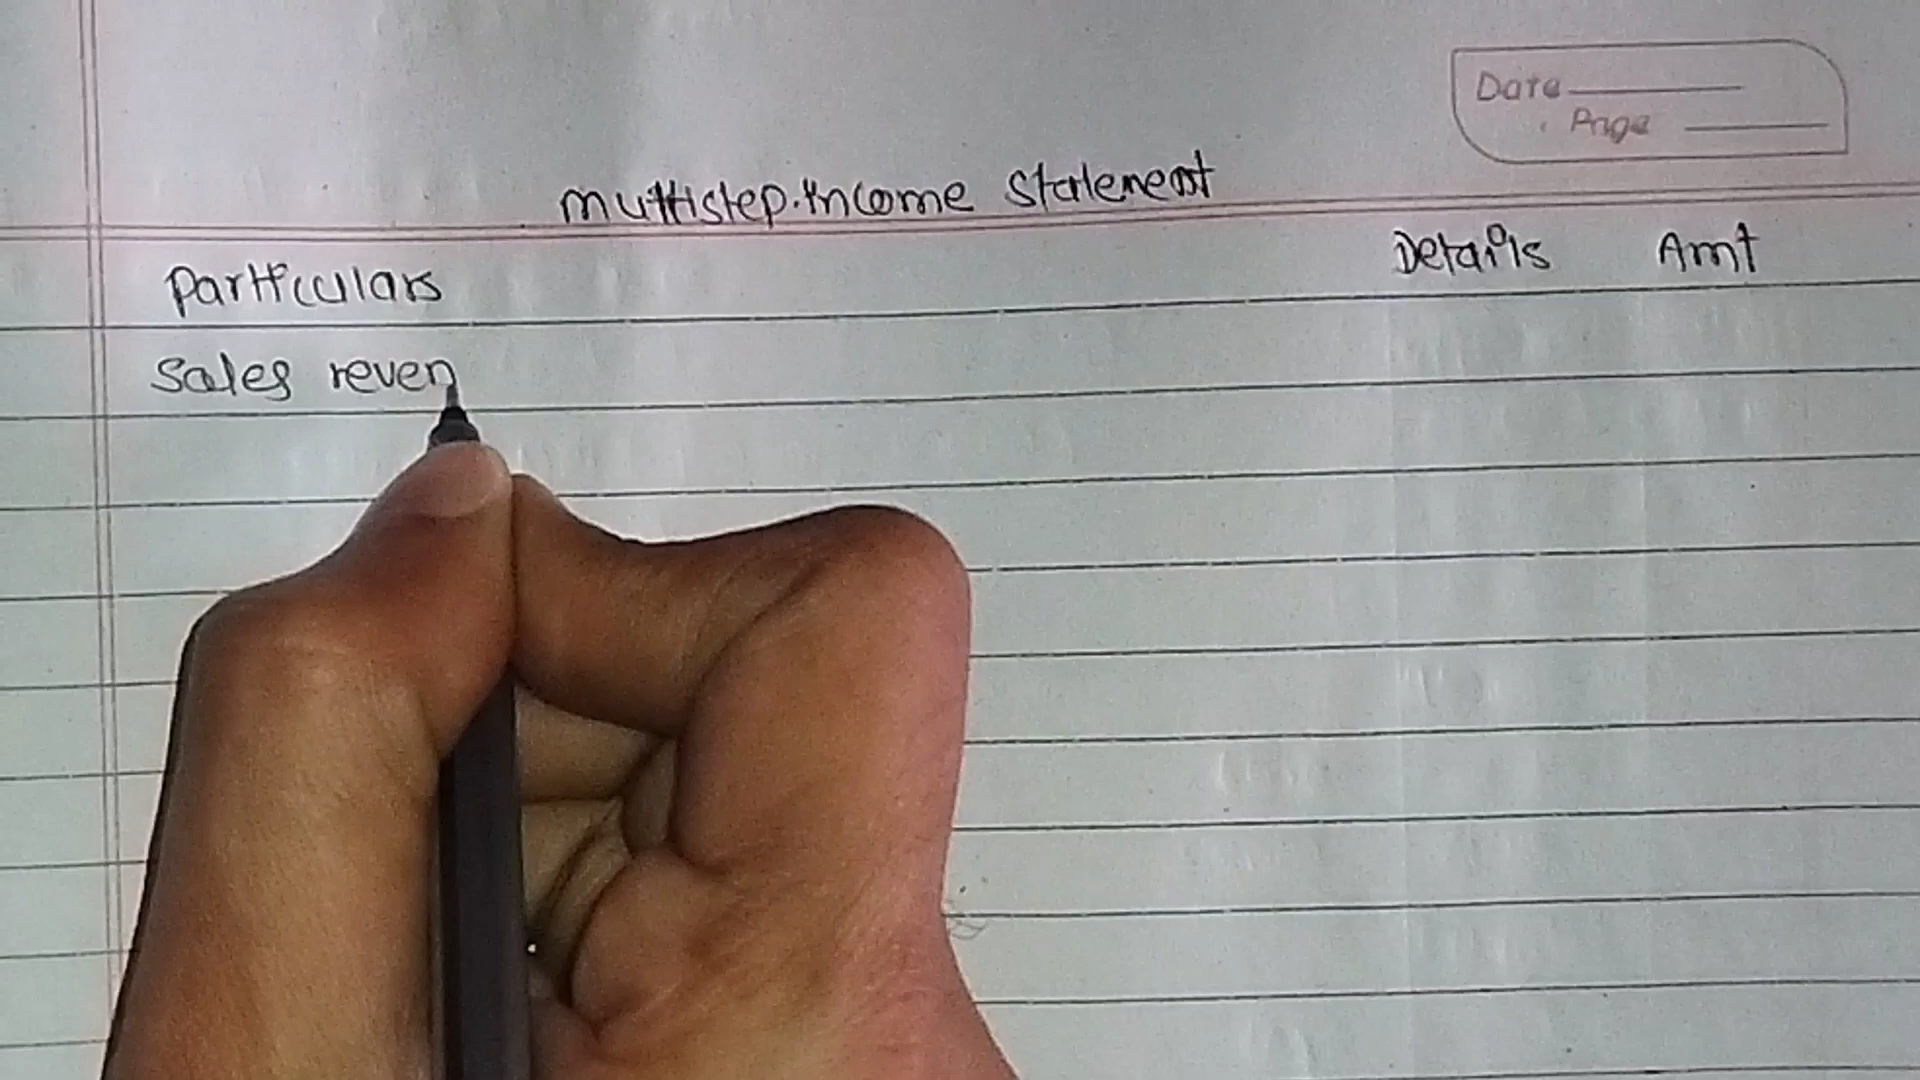 Date
Page
multistep.income statement
Particulars Details Amt
Sales reven